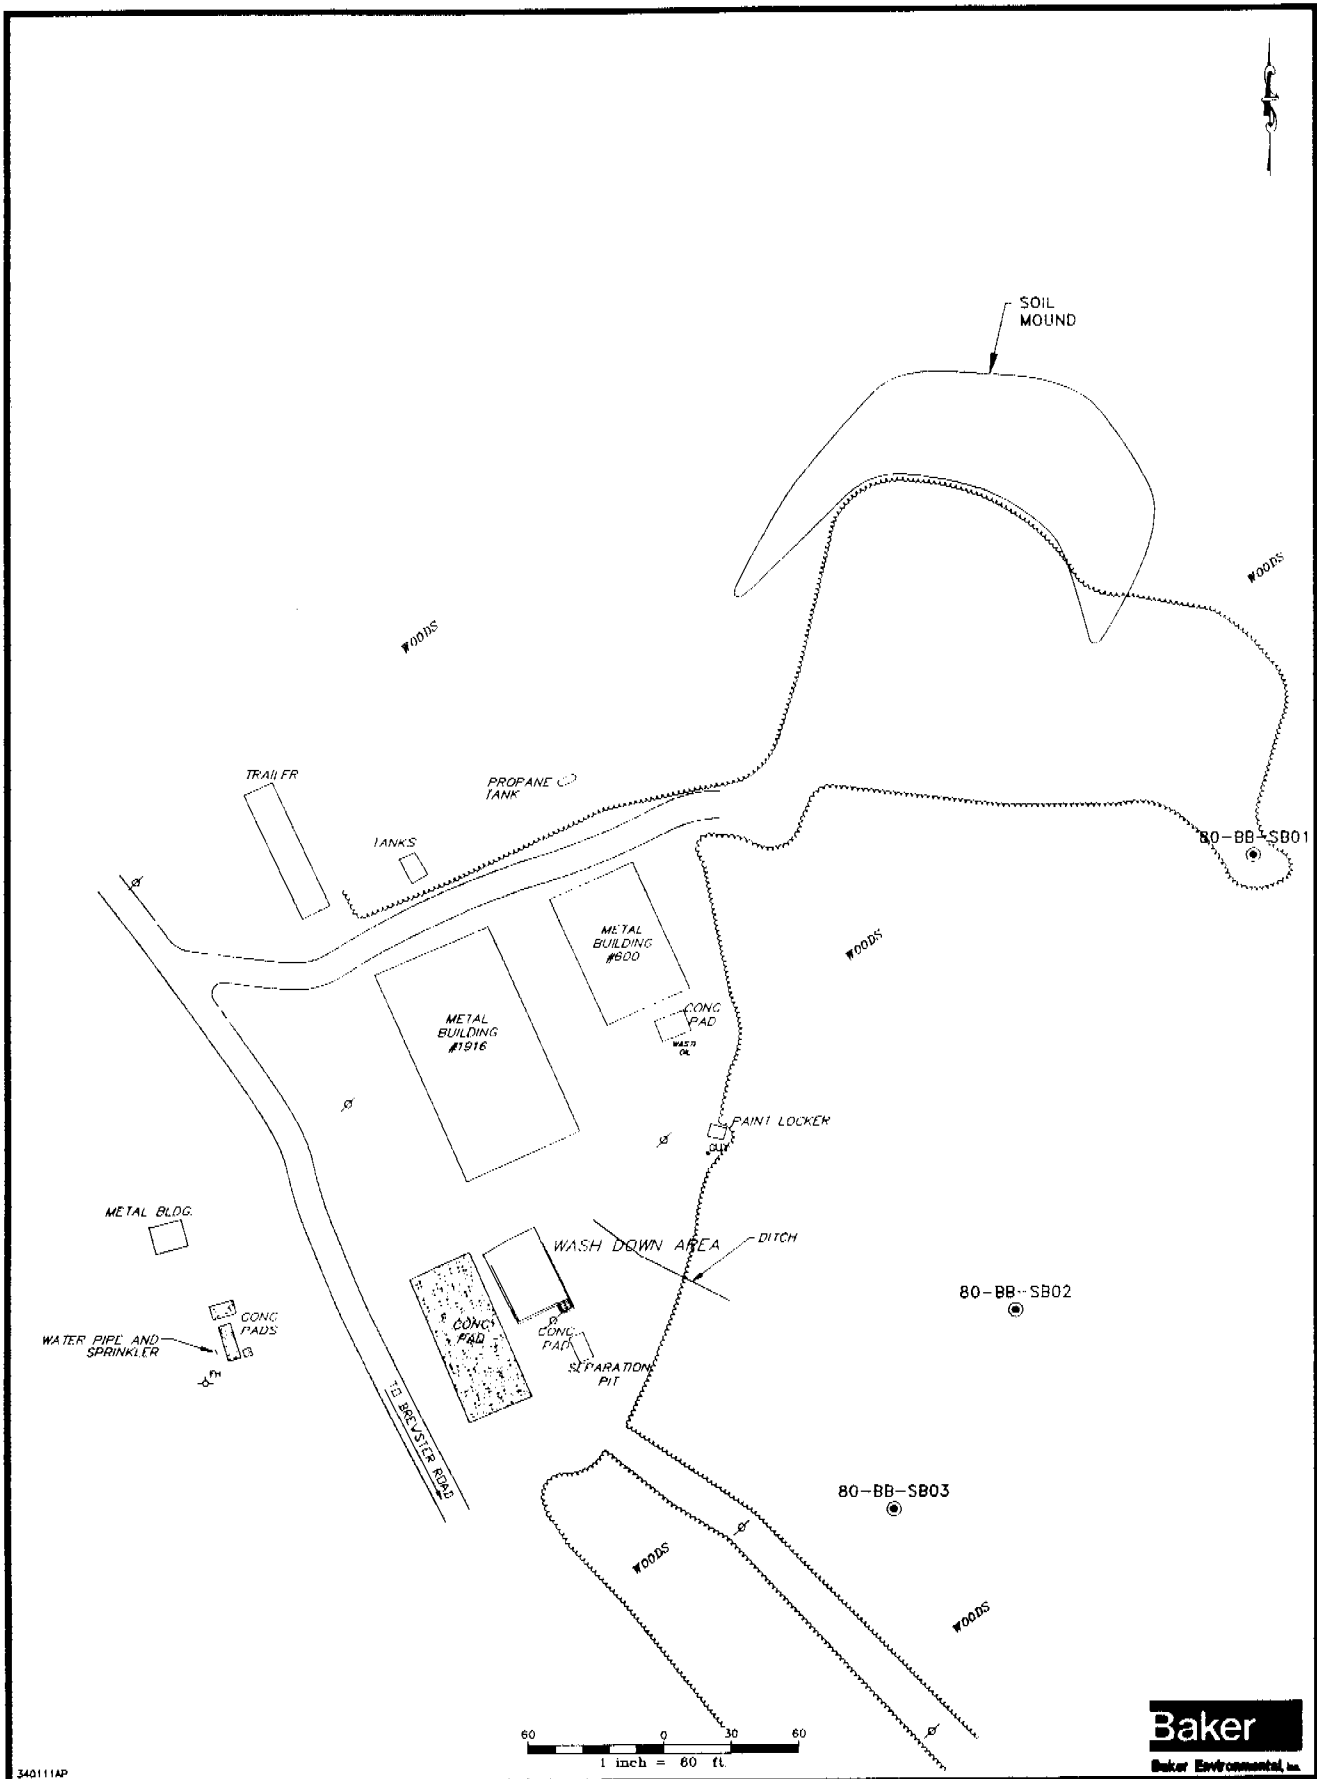 SOIL
MOUND
WOODS
WOODS
TRAILER
PROPANE
TANK
TANKS
80-BB-SB01
METAL
BUILDING
#600
WOODS
CONC
PAD
METAL
BUILDING
#1916
PAINT LOCKER
METAL BLDG.
WASH DOWN AREA
DITCH
80-BB-SB02
CONC
PADS
WATER PIPE AND
SPRINKLER
FH
CONC
PAD
CONC
PAD
SEPARATION
PIT
TO BREWSTER ROAD
80-BB-SB03
WOODS
WOODS
60 0 30 60
1 inch = 60 ft.
Baker
Baker Environmental, Inc.
340111AP